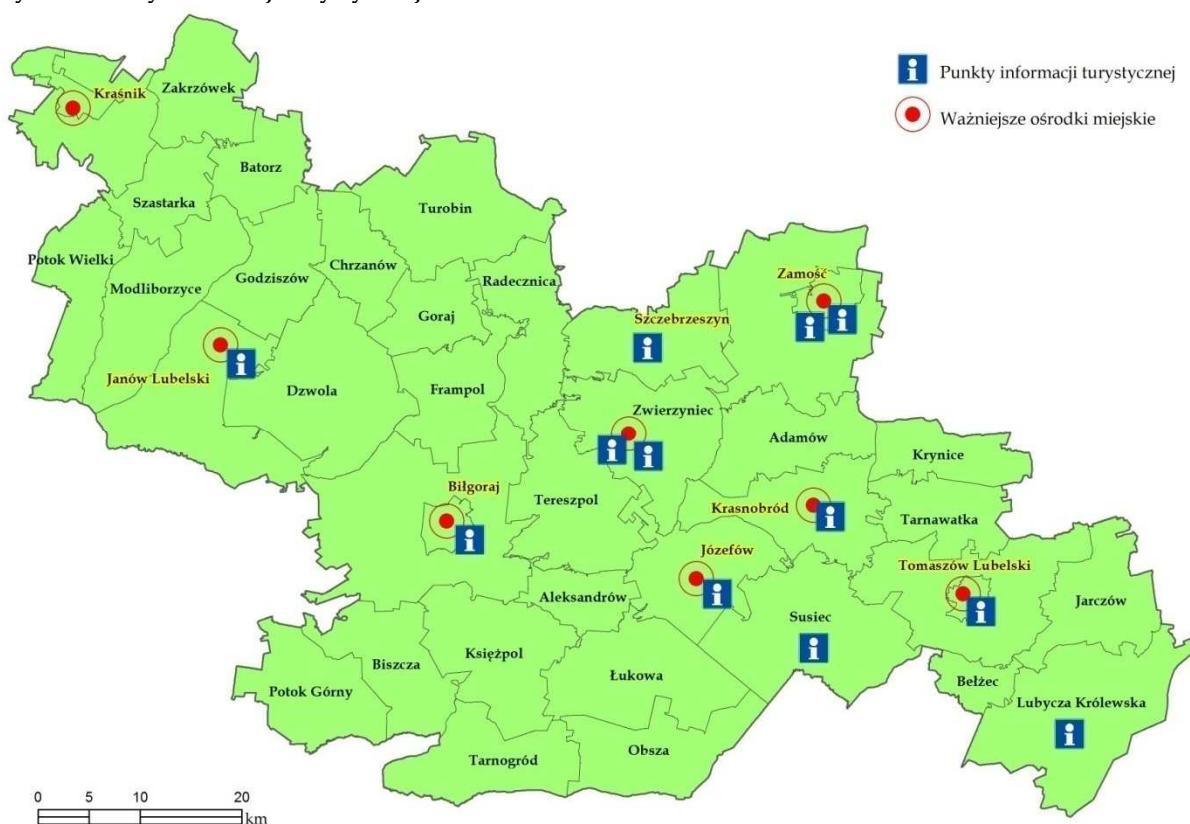 Punkty informacji turystycznej
Ważniejsze ośrodki miejskie
Kraśnik
Zakrzówek
Batorz
Szastarka
Turobin
Potok Wielki
Modliborzyce
Godziszów
Chrzanów
Radecznica
Zamość
Goraj
Szczebrzeszyn
Janów Lubelski
Dzwola
Frampol
Zwierzyniec
Adamów
Krynice
Biłgoraj
Tereszpol
Krasnobród
Tarnawatka
Józefów
Tomaszów Lubelski
Aleksandrów
Jarczów
Susiec
Księżpol
Biszcza
Łukowa
Bełżec
Potok Górny
Lubycza Królewska
Obsza
Tarnogród
0 5 10 20
km